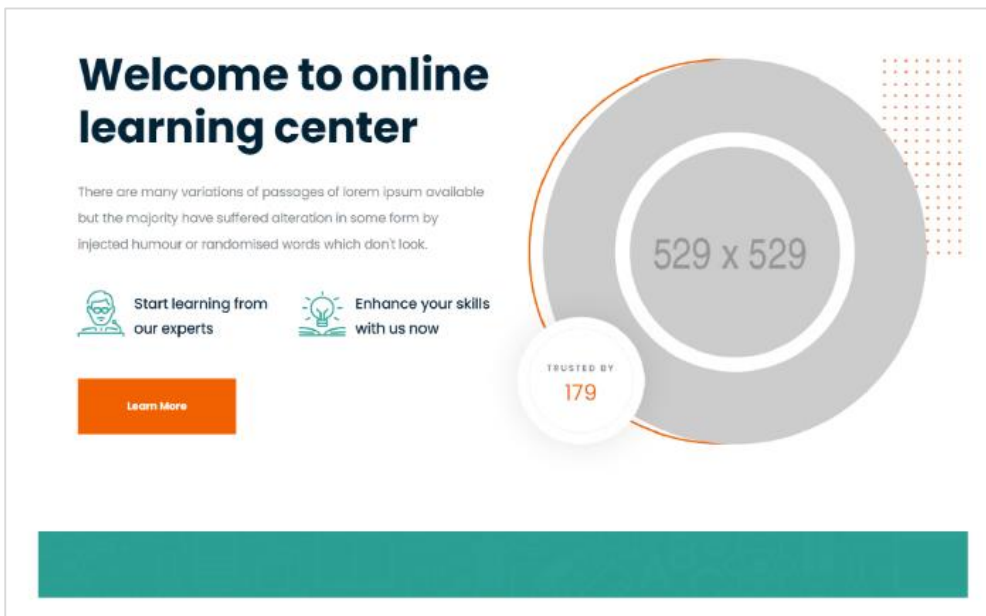 Welcome to online
learning center
There are many variations of passages of lorem ipsum available
but the majority have suffered alteration in some form by
injected humour or randomised words which don't look.
Start learning from
our experts
Enhance your skills
with us now
Learn More
529 x 529
TRUSTED BY
179